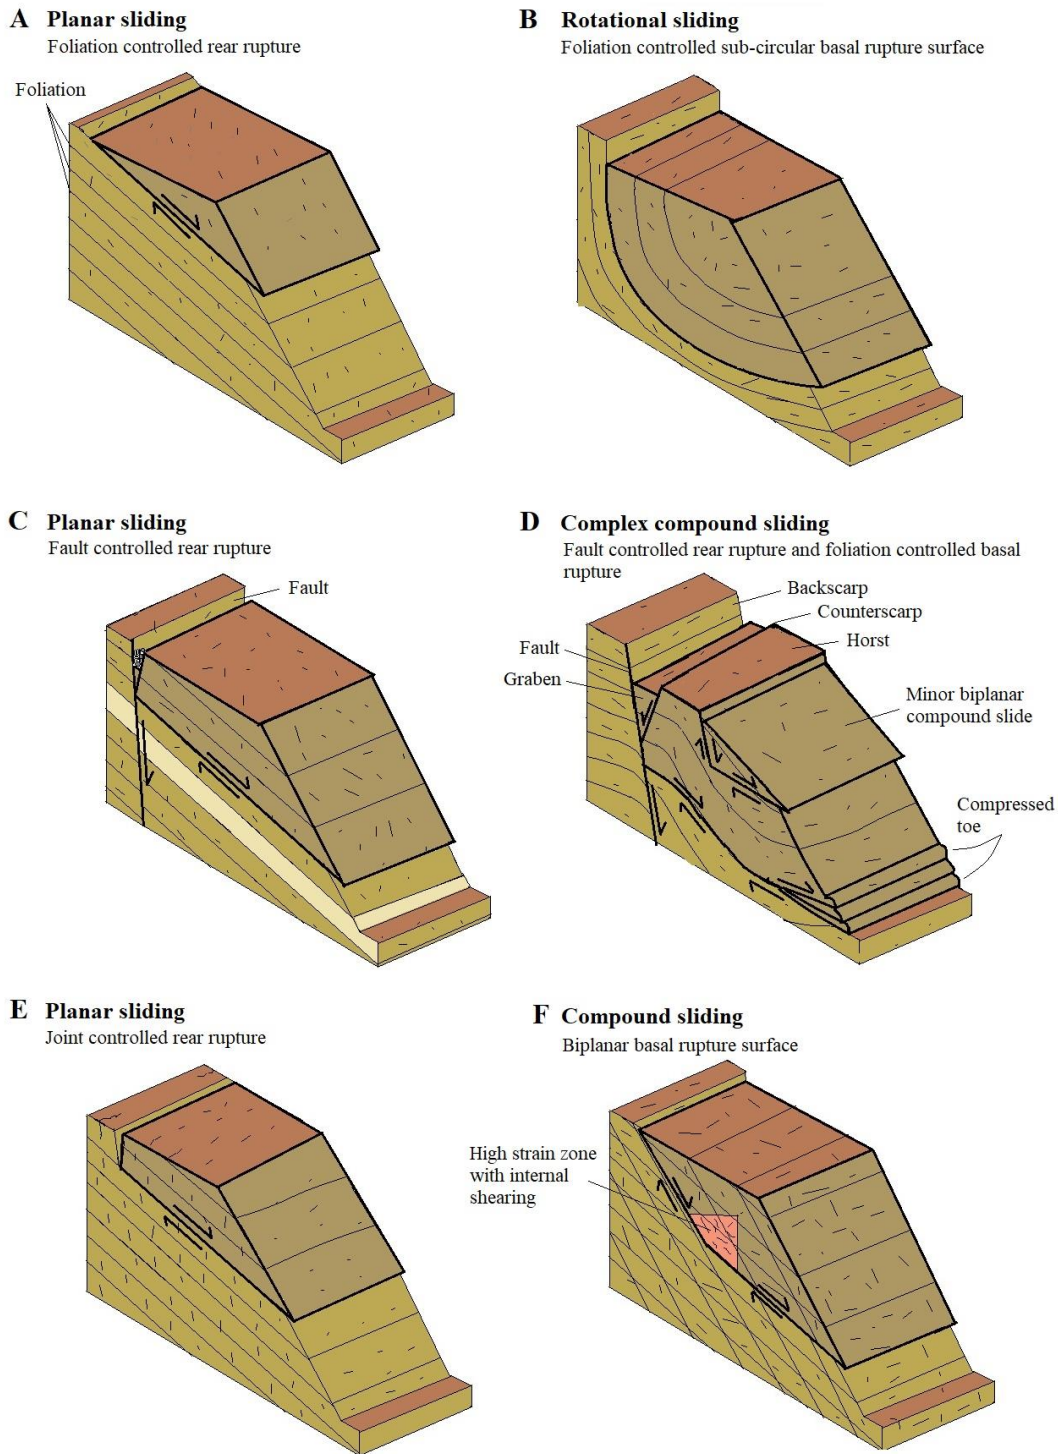 A Planar sliding
Foliation controlled rear rupture
Foliation
B Rotational sliding
Foliation controlled sub-circular basal rupture surface
C Planar sliding
Fault controlled rear rupture
Fault
D Complex compound sliding
Fault controlled rear rupture and foliation controlled basal
rupture
Backscarp
Counterscarp
Horst
Fault
Graben
Minor biplanar
compound slide
Compressed
toe
E Planar sliding
Joint controlled rear rupture
F Compound sliding
Biplanar basal rupture surface
High strain zone
with internal
shearing